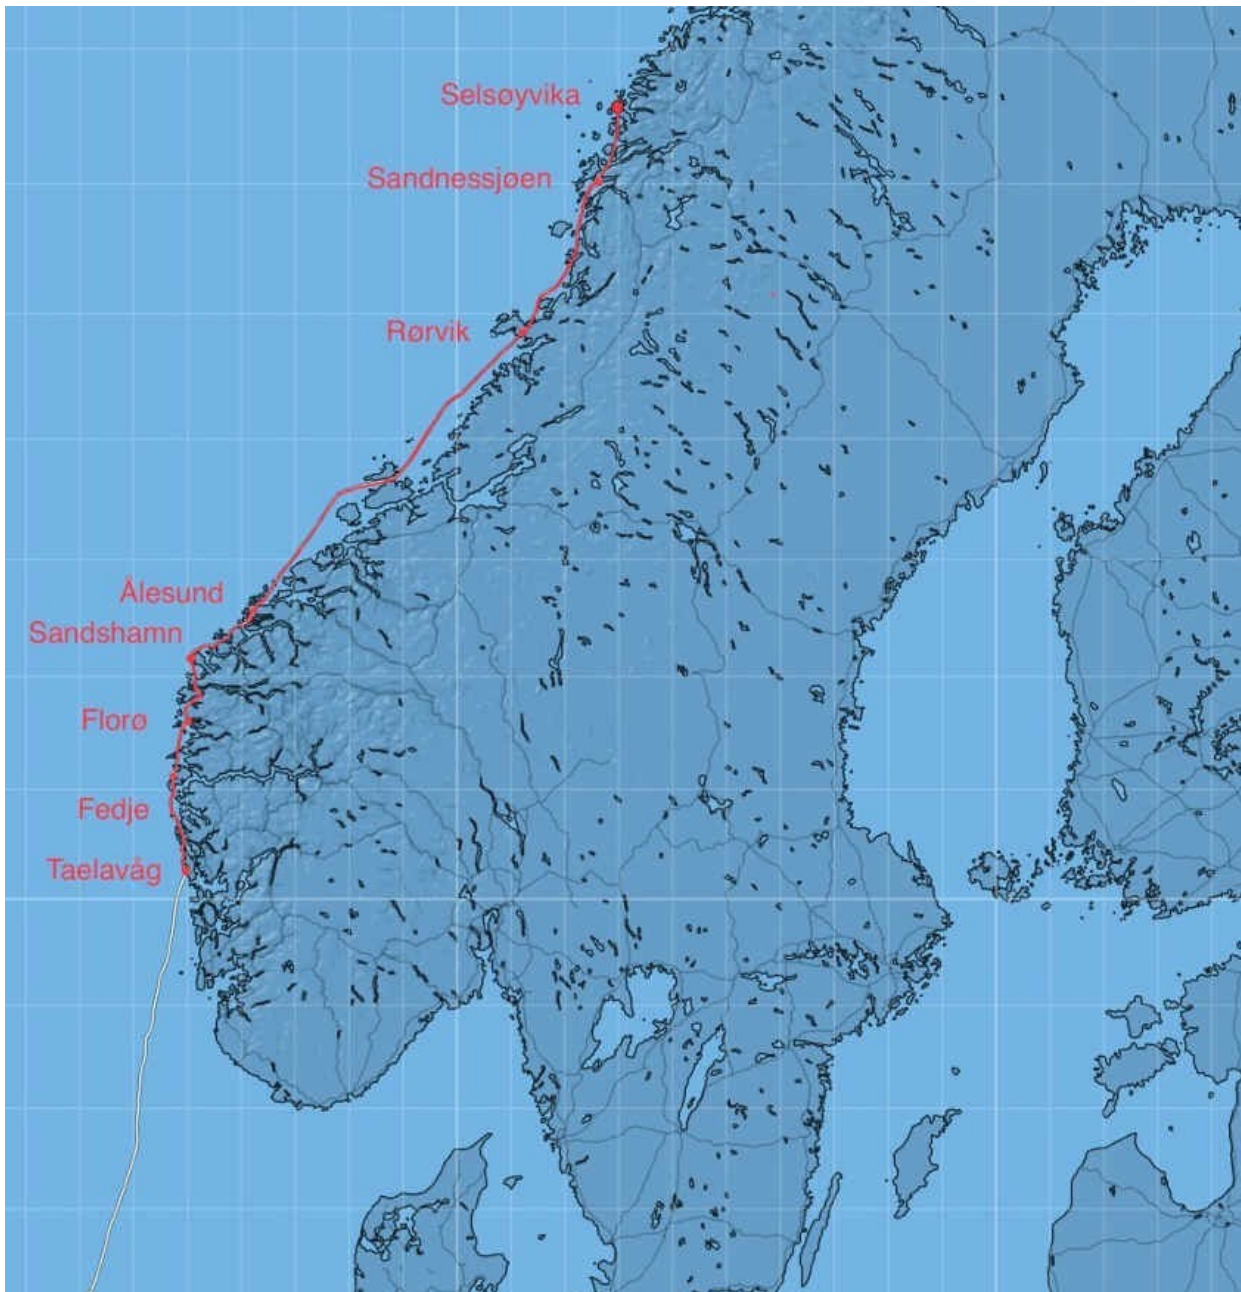 Selsøyvika
Sandnessjøen
Rørvik
Ålesund
Sandshamn
Florø
Fedje
Taelavåg